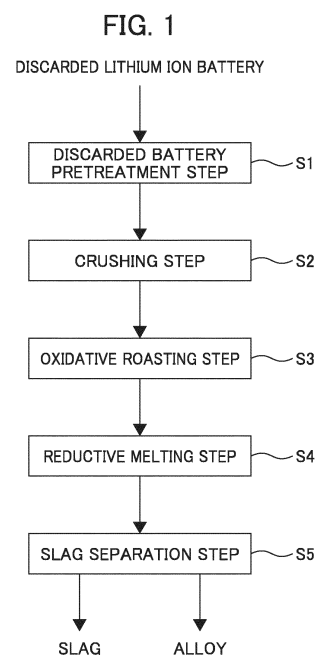 FIG. 1
DISCARDED LITHIUM ION BATTERY
DISCARDED BATTERY
PRETREATMENT STEP
S1
CRUSHING STEP
S2
OXIDATIVE ROASTING STEP
S3
REDUCTIVE MELTING STEP
S4
SLAG SEPARATION STEP
S5
SLAG
ALLOY